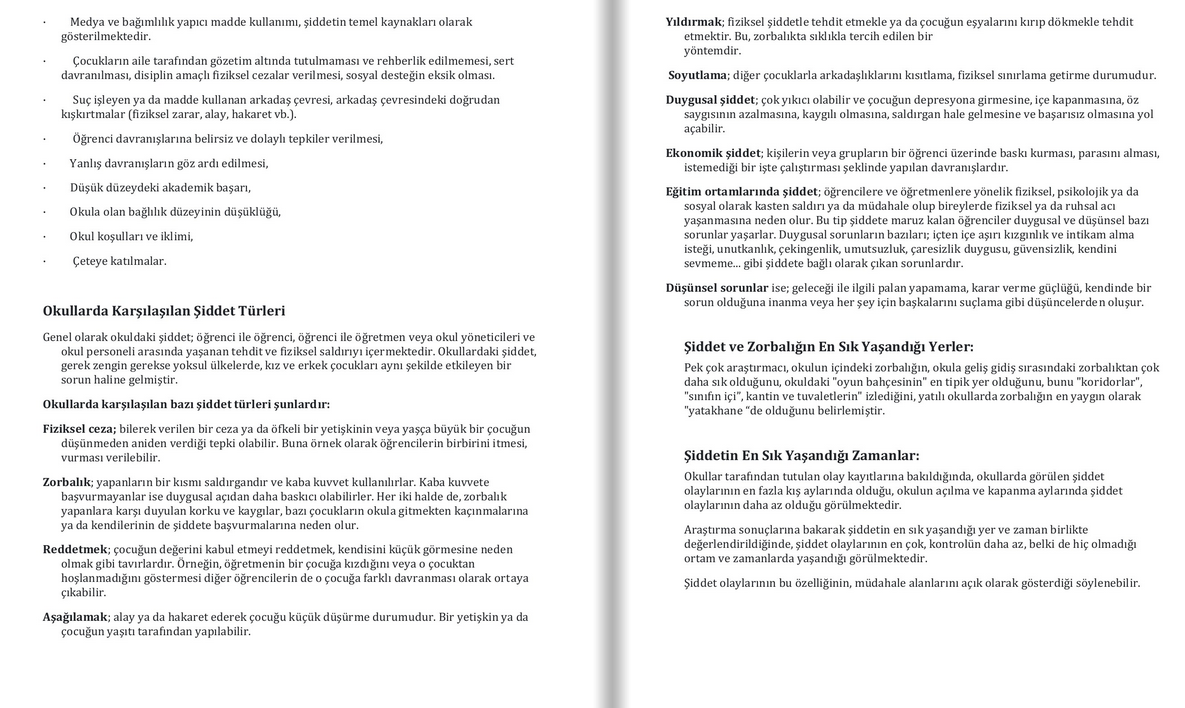 · Medya ve bağımlılık yapıcı madde kullanımı, şiddetin temel kaynakları olarak
gösterilmektedir.
· Çocukların aile tarafından gözetim altında tutulmaması ve rehberlik edilmemesi, sert
davranılması, disiplin amaçlı fiziksel cezalar verilmesi, sosyal desteğin eksik olması.
· Suç işleyen ya da madde kullanan arkadaş çevresi, arkadaş çevresindeki doğrudan
kışkırtmalar (fiziksel zarar, alay, hakaret vb.).
· Öğrenci davranışlarına belirsiz ve dolaylı tepkiler verilmesi,
· Yanlış davranışların göz ardı edilmesi,
· Düşük düzeydeki akademik başarı,
· Okula olan bağlılık düzeyinin düşüklüğü,
· Okul koşulları ve iklimi,
· Çeteye katılmalar.
Okullarda Karşılaşılan Şiddet Türleri
Genel olarak okuldaki şiddet; öğrenci ile öğrenci, öğrenci ile öğretmen veya okul yöneticileri ve
okul personeli arasında yaşanan tehdit ve fiziksel saldırıyı içermektedir. Okullardaki şiddet,
gerek zengin gerekse yoksul ülkelerde, kız ve erkek çocukları aynı şekilde etkileyen bir
sorun haline gelmiştir.
Okullarda karşılaşılan bazı şiddet türleri şunlardır:
Fiziksel ceza; bilerek verilen bir ceza ya da öfkeli bir yetişkinin veya yaşça büyük bir çocuğun
düşünmeden aniden verdiği tepki olabilir. Buna örnek olarak öğrencilerin birbirini itmesi,
vurması verilebilir.
Zorbalık; yapanların bir kısmı saldırgandır ve kaba kuvvet kullanılırlar. Kaba kuvvete
başvurmayanlar ise duygusal açıdan daha baskıcı olabilirler. Her iki halde de, zorbalık
yapanlara karşı duyulan korku ve kaygılar, bazı çocukların okula gitmekten kaçınmalarına
ya da kendilerinin de şiddete başvurmalarına neden olur.
Reddetmek; çocuğun değerini kabul etmeyi reddetmek, kendisini küçük görmesine neden
olmak gibi tavırlardır. Örneğin, öğretmenin bir çocuğa kızdığını veya o çocuktan
hoşlanmadığını göstermesi diğer öğrencilerin de o çocuğa farklı davranması olarak ortaya
çıkabilir.
Aşağılamak; alay ya da hakaret ederek çocuğu küçük düşürme durumudur. Bir yetişkin ya da
çocuğun yaşıtı tarafından yapılabilir.
Yıldırmak; fiziksel şiddetle tehdit etmekle ya da çocuğun eşyalarını kırıp dökmekle tehdit
etmektir. Bu, zorbalıkta sıklıkla tercih edilen bir
yöntemdir.
Soyutlama; diğer çocuklarla arkadaşlıklarını kısıtlama, fiziksel sınırlama getirme durumudur.
Duygusal şiddet; çok yıkıcı olabilir ve çocuğun depresyona girmesine, içe kapanmasına, öz
saygısının azalmasına, kaygılı olmasına, saldırgan hale gelmesine ve başarısız olmasına yol
açabilir.
Ekonomik şiddet; kişilerin veya grupların bir öğrenci üzerinde baskı kurması, parasını alması,
istemediği bir işte çalıştırması şeklinde yapılan davranışlardır.
Eğitim ortamlarında şiddet; öğrencilere ve öğretmenlere yönelik fiziksel, psikolojik ya da
sosyal olarak kasten saldırı ya da müdahale olup bireylerde fiziksel ya da ruhsal acı
yaşanmasına neden olur. Bu tip şiddete maruz kalan öğrenciler duygusal ve düşünsel bazı
sorunlar yaşarlar. Duygusal sorunların bazıları; içten içe aşırı kızgınlık ve intikam alma
isteği, unutkanlık, çekingenlik, umutsuzluk, çaresizlik duygusu, güvensizlik, kendini
sevmeme... gibi şiddete bağlı olarak çıkan sorunlardır.
Düşünsel sorunlar ise; geleceği ile ilgili palan yapamama, karar verme güçlüğü, kendinde bir
sorun olduğuna inanma veya her şey için başkalarını suçlama gibi düşüncelerden oluşur.
Şiddet ve Zorbalığın En Sık Yaşandığı Yerler:
Pek çok araştırmacı, okulun içindeki zorbalığın, okula geliş gidiş sırasındaki zorbalıktan çok
daha sık olduğunu, okuldaki "oyun bahçesinin" en tipik yer olduğunu, bunu "koridorlar",
"sınıfın içi", kantin ve tuvaletlerin" izlediğini, yatılı okullarda zorbalığın en yaygın olarak
"yatakhane “de olduğunu belirlemiştir.
Şiddetin En Sık Yaşandığı Zamanlar:
Okullar tarafından tutulan olay kayıtlarına bakıldığında, okullarda görülen şiddet
olaylarının en fazla kış aylarında olduğu, okulun açılma ve kapanma aylarında şiddet
olaylarının daha az olduğu görülmektedir.
Araştırma sonuçlarına bakarak şiddetin en sık yaşandığı yer ve zaman birlikte
değerlendirildiğinde, şiddet olaylarının en çok, kontrolün daha az, belki de hiç olmadığı
ortam ve zamanlarda yaşandığı görülmektedir.
Şiddet olaylarının bu özelliğinin, müdahale alanlarını açık olarak gösterdiği söylenebilir.